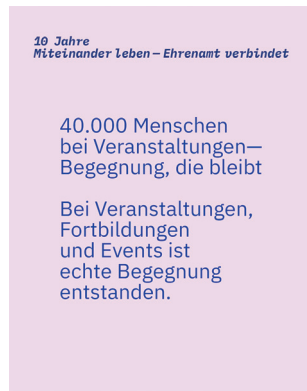 10 Jahre
Miteinander leben – Ehrenamt verbindet
40.000 Menschen
bei Veranstaltungen—
Begegnung, die bleibt
Bei Veranstaltungen,
Fortbildungen
und Events ist
echte Begegnung
entstanden.